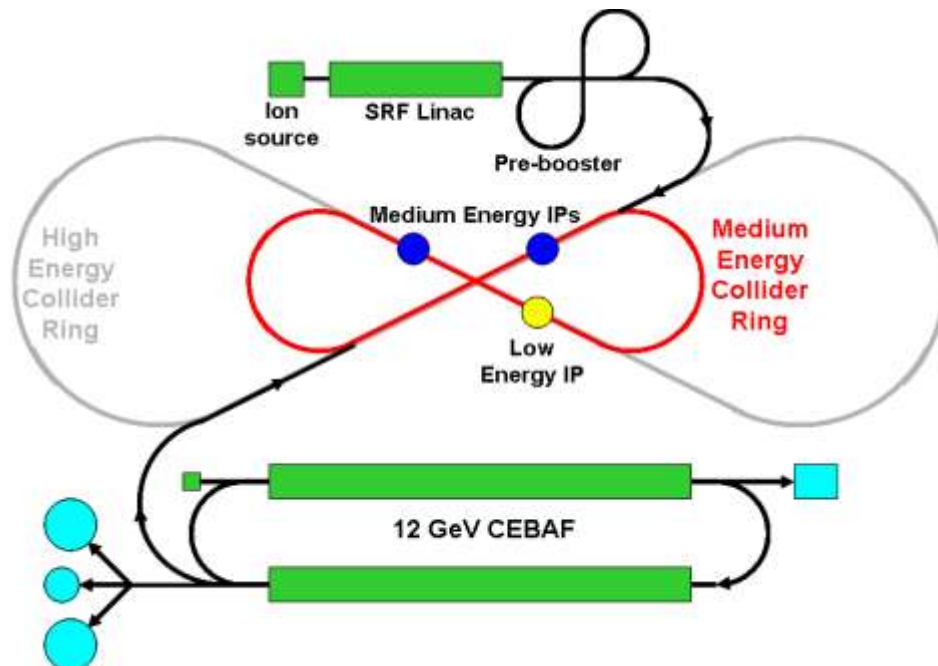 Ion
source
SRF Linac
Pre-booster
Medium Energy IPs
High
Energy
Collider
Ring
Medium
Energy
Collider
Ring
Low
Energy IP
12 GeV CEBAF